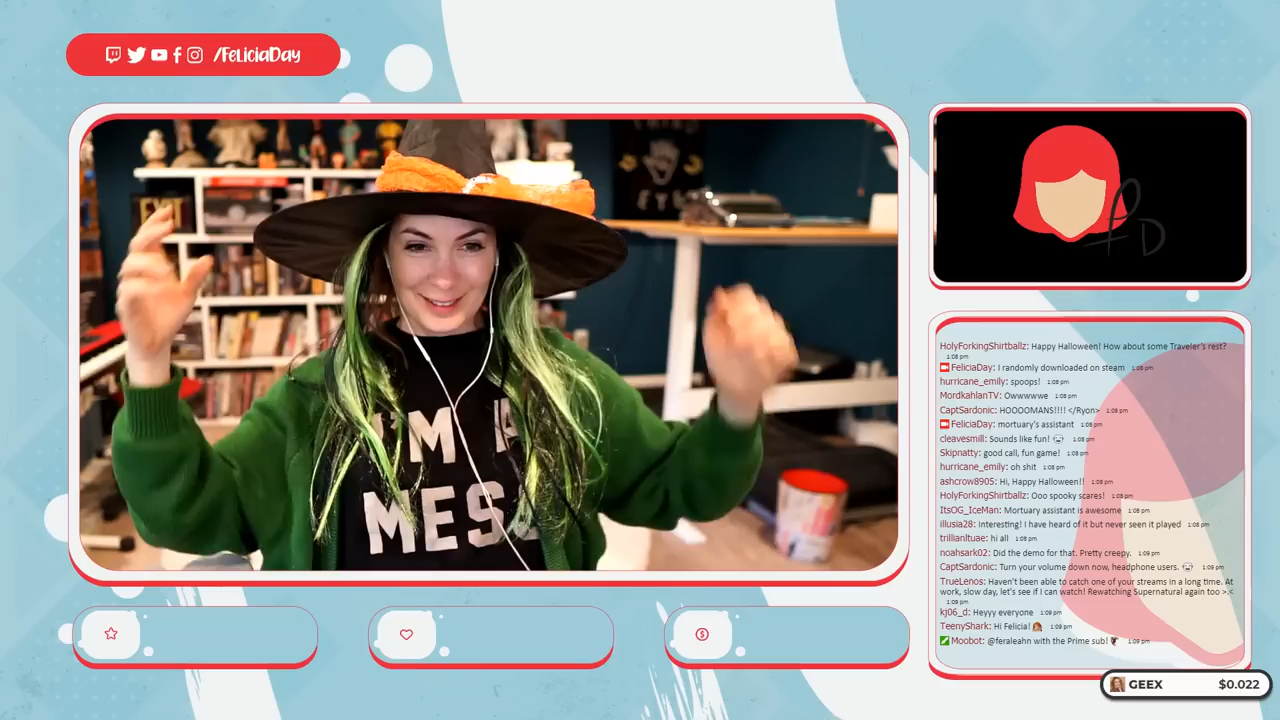 /FeLiciaDay
THIRD
EYE
EXIT
I'M A
MESS
HolyForkingShirtballz: Happy Halloween! How about some Traveler's rest?
1:08 pm
FeliciaDay: I randomly downloaded on steam 1:08 pm
hurricane_emily: spoops! 1:08 pm
MordkahlanTV: Owwwwwe 1:08 pm
CaptSardonic: HOOOOMANS!!!! </Ryon> 1:08 pm
FeliciaDay: mortuary's assistant 1:08 pm
cleavesmill: sounds like fun! 1:08 pm
Skipnatty: good call, fun game! 1:08 pm
hurricane_emily: oh shit 1:08 pm
ashcrow8905: Hi, Happy Halloween!! 1:08 pm
HolyForkingShirtballz: Ooo spooky scares! 1:08 pm
ItsOG_IceMan: Mortuary assistant is awesome 1:08 pm
illusia28: Interesting! I have heard of it but never seen it played 1:08 pm
trillianltuae: hi all 1:08 pm
noahsark02: Did the demo for that. Pretty creepy. 1:09 pm
CaptSardonic: Turn your volume down now, headphone users. 1:09 pm
TrueLenos: Haven't been able to catch one of your streams in a long time. At
work, slow day, let's see if I can watch! Rewatching Supernatural again too >.<
1:09 pm
kj06_d: Heyyy everyone 1:09 pm
TeenyShark: Hi Felicia! 1:09 pm
Moobot: @feraleahn with the Prime sub! 1:09 pm
GEEX $0.022